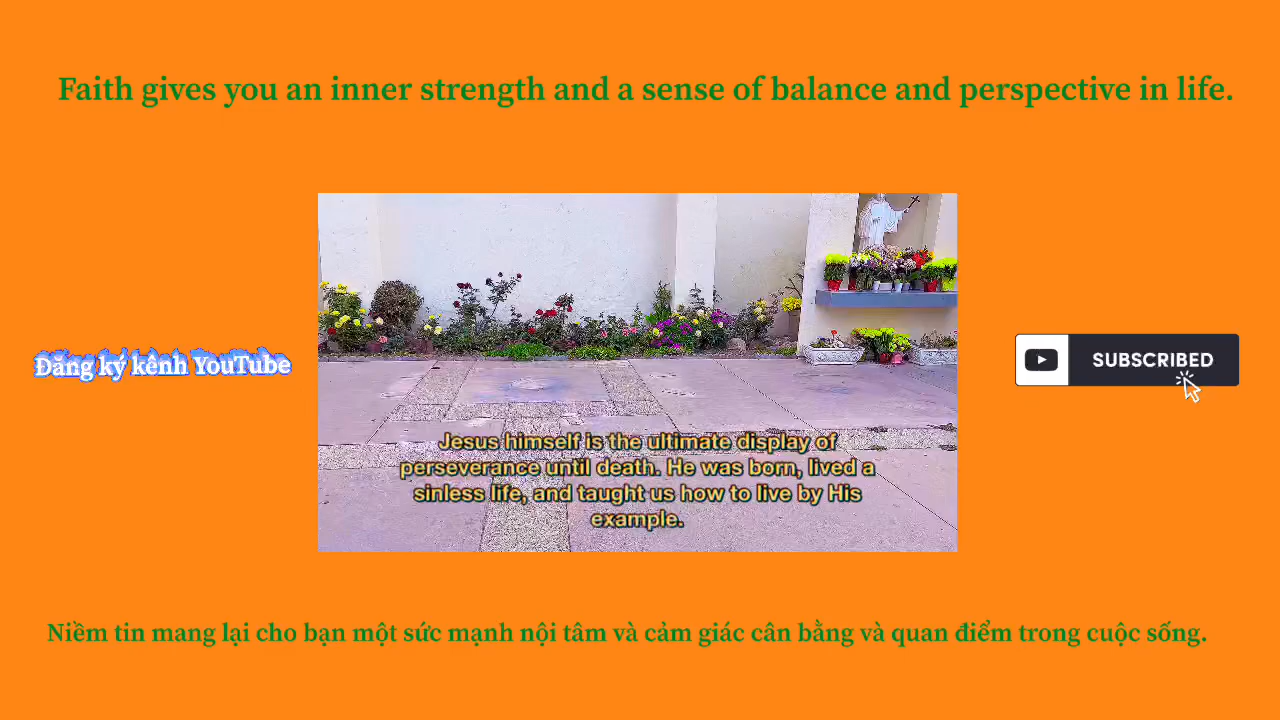 Faith gives you an inner strength and a sense of balance and perspective in life.
Đăng ký kênh YouTube
SUBSCRIBED
Jesus himself is the ultimate display of
perseverance until death. He was born, lived a
sinless life, and taught us how to live by His
example.
Niềm tin mang lại cho bạn một sức mạnh nội tâm và cảm giác cân bằng và quan điểm trong cuộc sống.